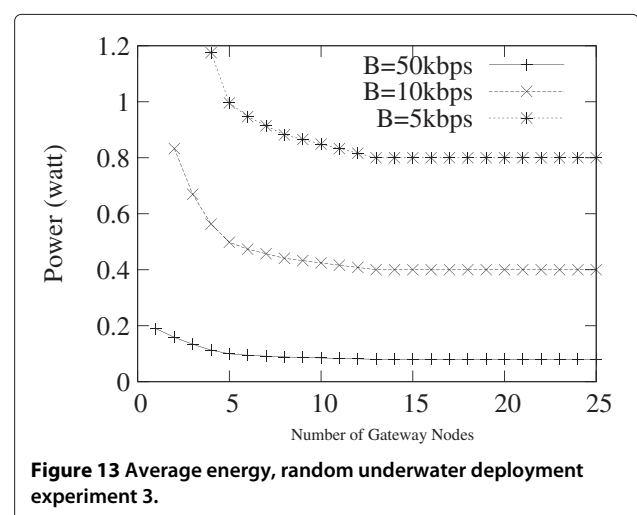 1.2
1
0.8
0.6
0.4
0.2
0
Power (watt)
B=50kbps
B=10kbps
B=5kbps
0 5 10 15 20 25
Number of Gateway Nodes
Figure 13 Average energy, random underwater deployment
experiment 3.